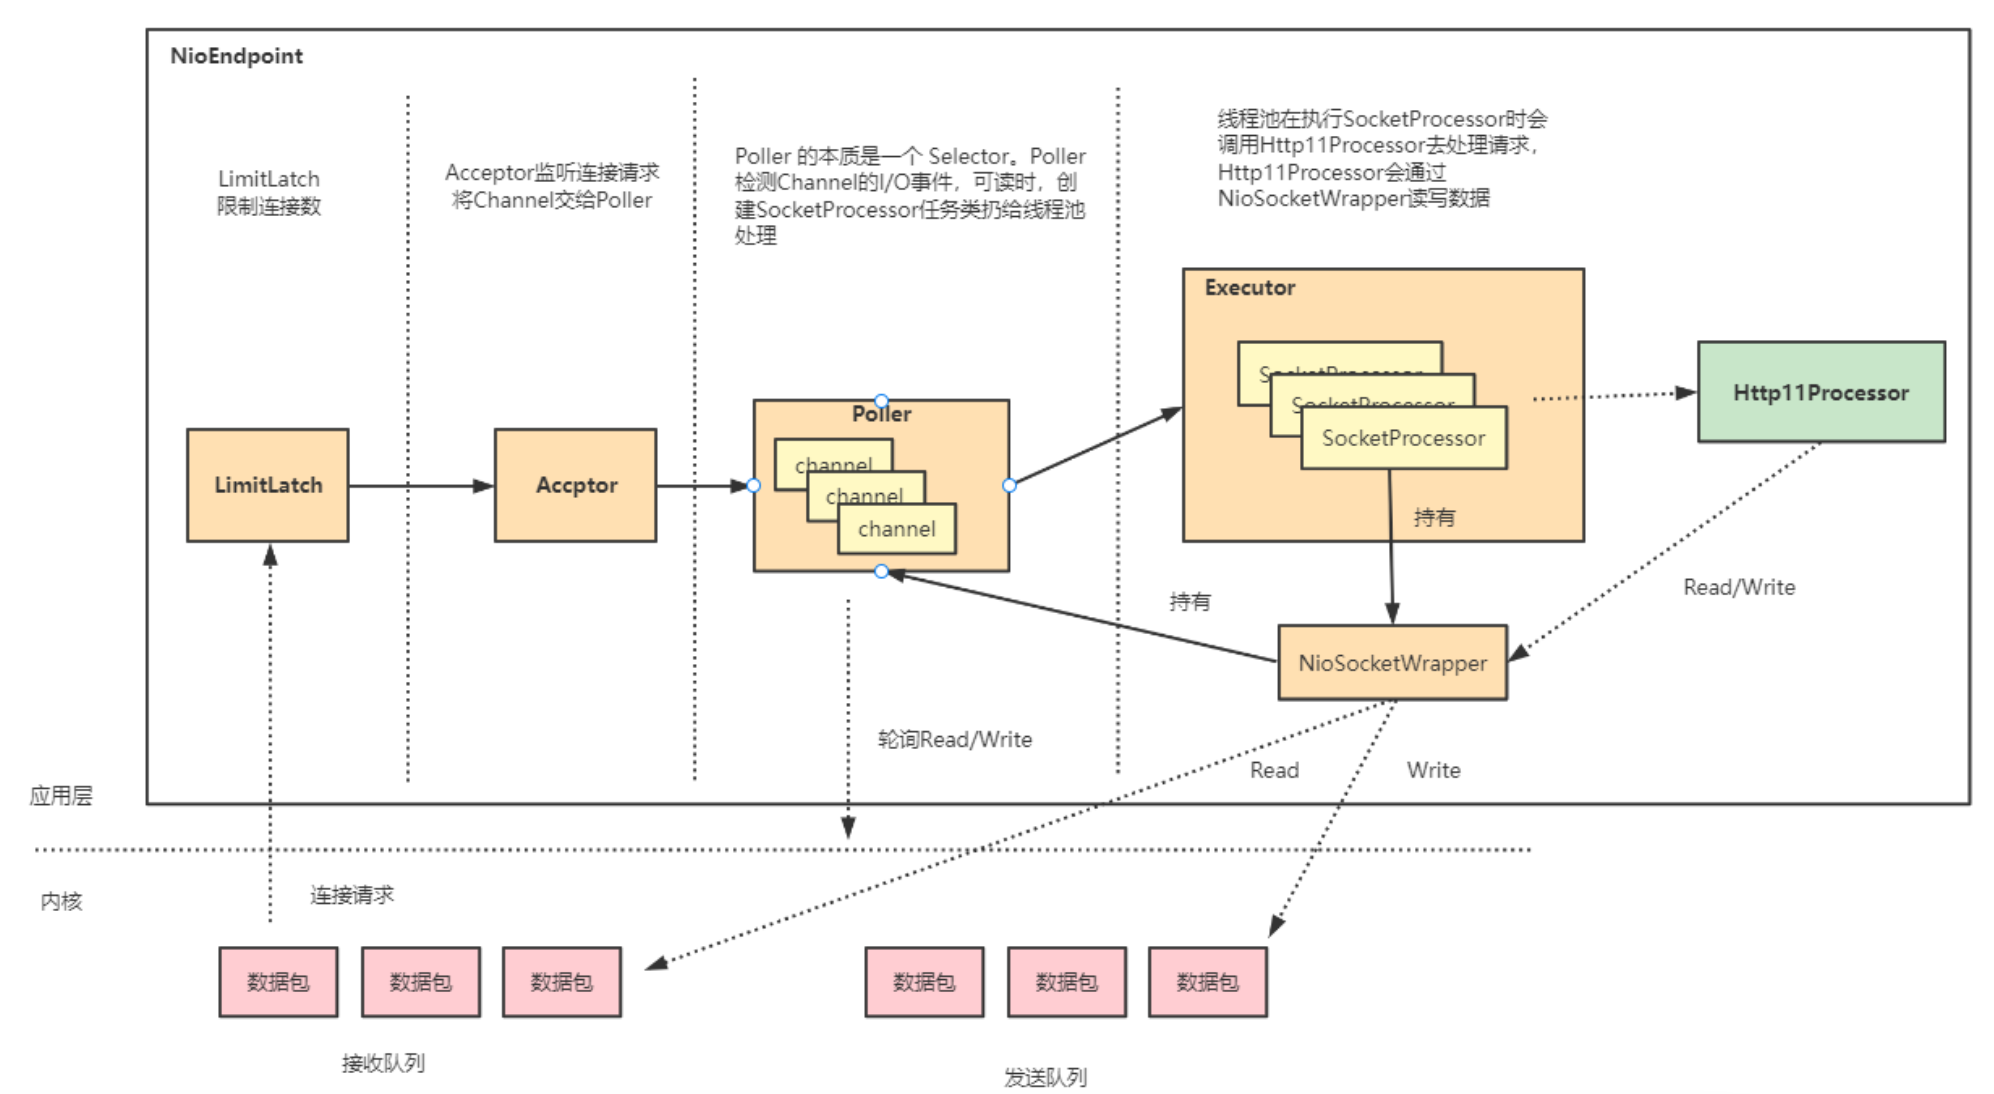 NioEndpoint
LimitLatch
限制连接数
Acceptor监听连接请求
将Channel交给Poller
Poller 的本质是一个 Selector。Poller
检测Channel的I/O事件，可读时，创
建SocketProcessor任务类扔给线程池
处理
线程池在执行SocketProcessor时会
调用Http11Processor去处理请求，
Http11Processor会通过
NioSocketWrapper读写数据
Executor
SocketProcessor
SocketProcessor
SocketProcessor
Http11Processor
LimitLatch
Accptor
Poller
channel
channel
channel
持有
持有
Read/Write
NioSocketWrapper
轮询Read/Write
Read
Write
应用层
内核
连接请求
数据包
数据包
数据包
数据包
数据包
数据包
接收队列
发送队列